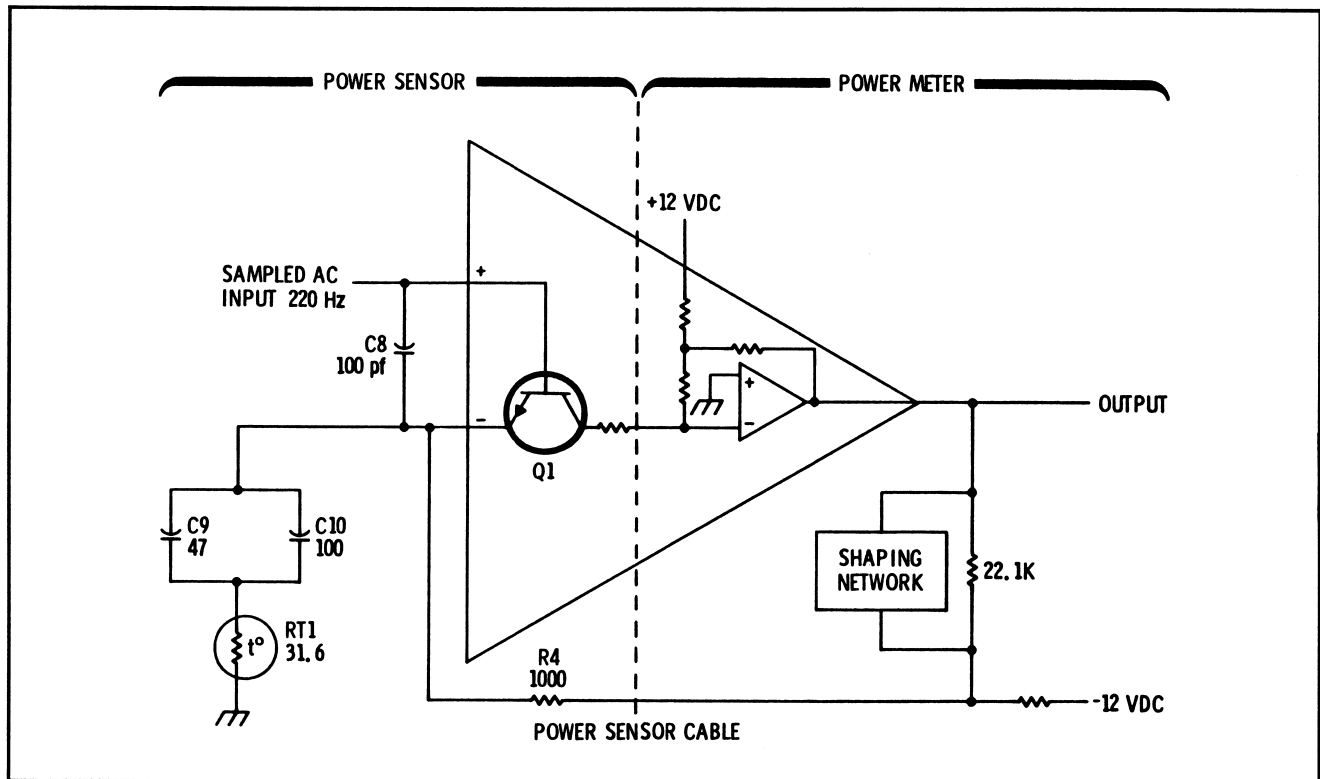 POWER SENSOR
POWER METER
+12 VDC
SAMPLED AC
INPUT 220 Hz
+
C8
100 pf
-
Q1
+
-
OUTPUT
C9
47
C10
100
SHAPING
NETWORK
22.1K
t°
RT1
31.6
R4
1000
-12 VDC
POWER SENSOR CABLE